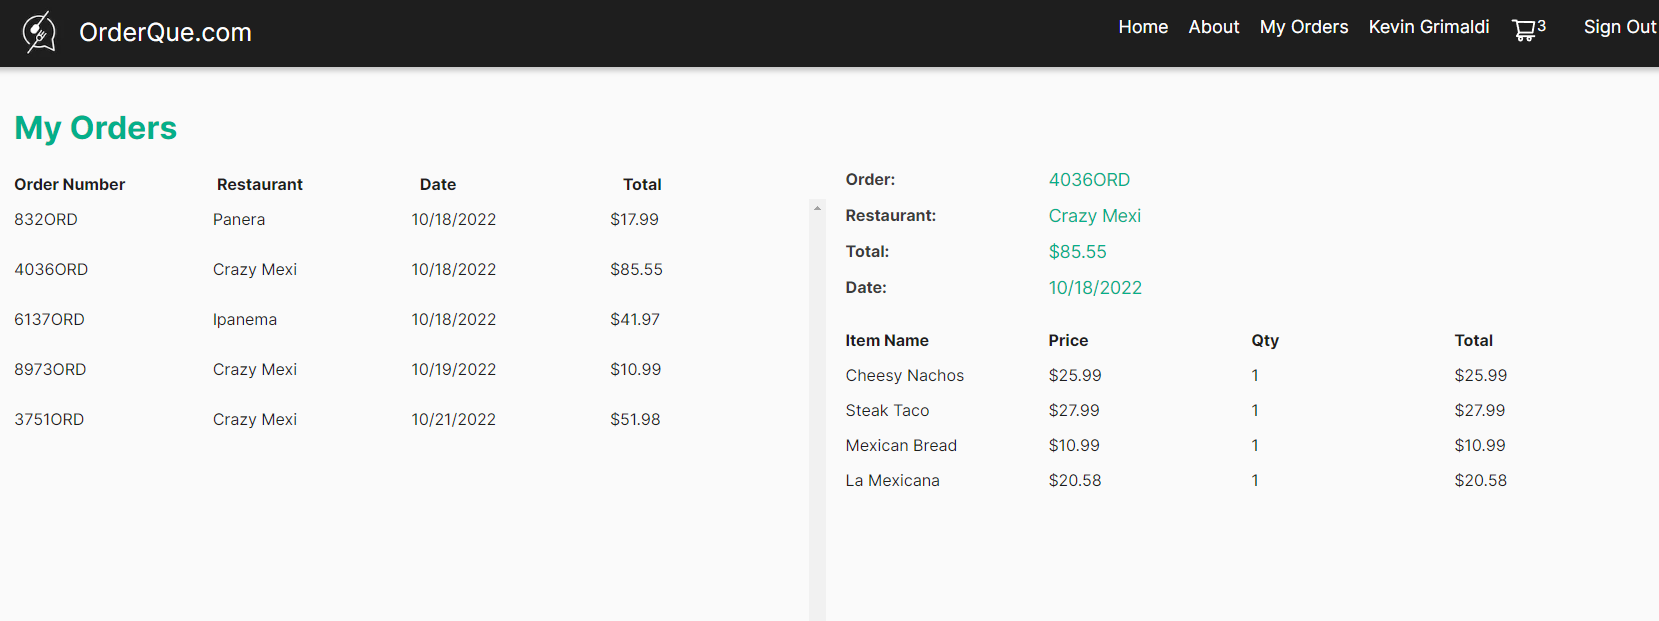 OrderQue.com
Home About My Orders Kevin Grimaldi 3 Sign Out
My Orders
Order Number Restaurant Date Total
832ORD Panera 10/18/2022 $17.99
4036ORD Crazy Mexi 10/18/2022 $85.55
6137ORD Ipanema 10/18/2022 $41.97
8973ORD Crazy Mexi 10/19/2022 $10.99
3751ORD Crazy Mexi 10/21/2022 $51.98
Order: 4036ORD
Restaurant: Crazy Mexi
Total: $85.55
Date: 10/18/2022
Item Name Price Qty Total
Cheesy Nachos $25.99 1 $25.99
Steak Taco $27.99 1 $27.99
Mexican Bread $10.99 1 $10.99
La Mexicana $20.58 1 $20.58